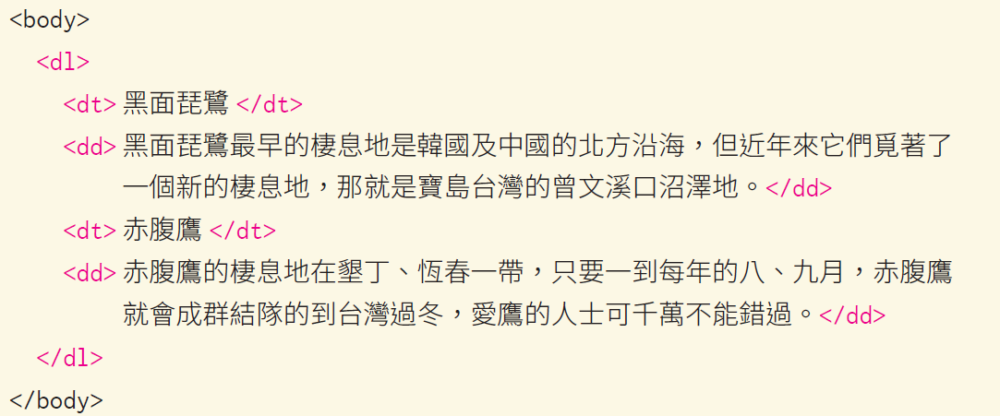 <body>
<dl>
<dt> 黑面琵鷺 </dt>
<dd> 黑面琵鷺最早的棲息地是韓國及中國的北方沿海，但近年來它們覓著了
一個新的棲息地，那就是寶島台灣的曾文溪口沼澤地。</dd>
<dt> 赤腹鷹 </dt>
<dd> 赤腹鷹的棲息地在墾丁、恆春一帶，只要一到每年的八、九月，赤腹鷹
就會成群結隊的到台灣過冬，愛鷹的人士可千萬不能錯過。</dd>
</dl>
</body>